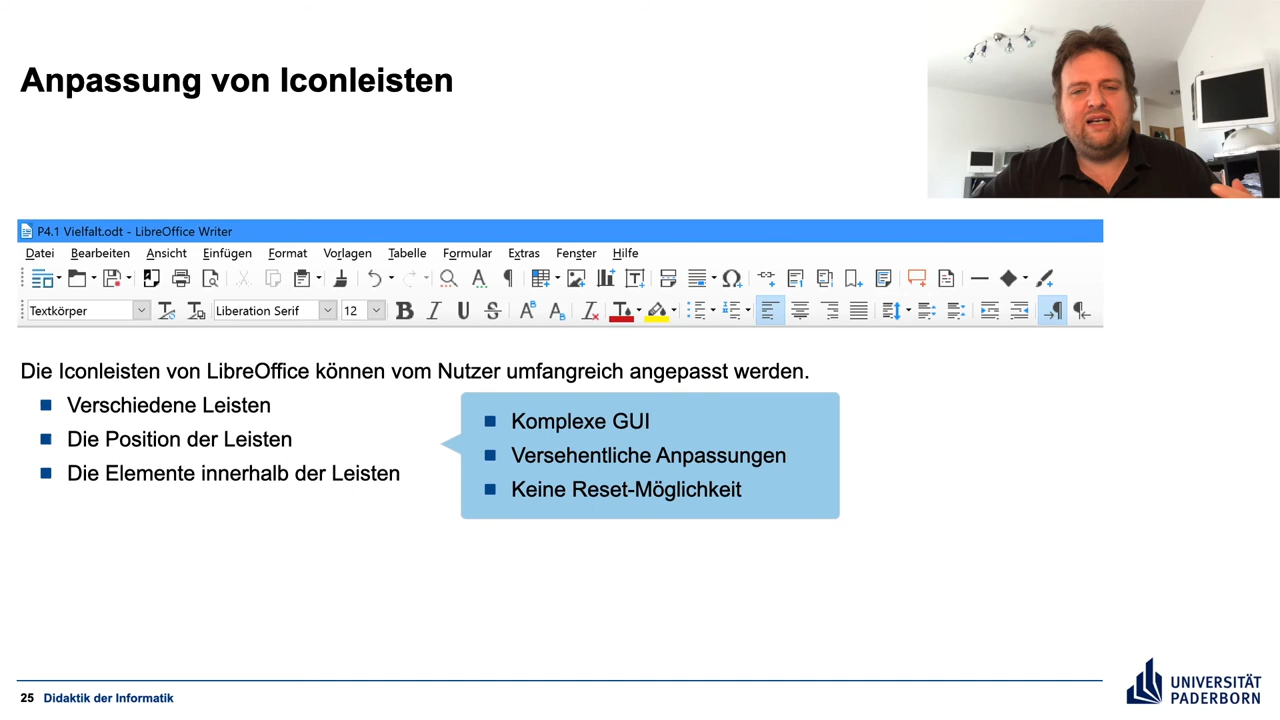 Anpassung von Iconleisten
P4.1 Vielfalt.odt - LibreOffice Writer
Datei Bearbeiten Ansicht Einfügen Format Vorlagen Tabelle Formular Extras Fenster Hilfe
Textkörper Liberation Serif 12
Die Iconleisten von LibreOffice können vom Nutzer umfangreich angepasst werden.
Verschiedene Leisten
Die Position der Leisten
Die Elemente innerhalb der Leisten
Komplexe GUI
Versehentliche Anpassungen
Keine Reset-Möglichkeit
25 Didaktik der Informatik
UNIVERSITÄT
PADERBORN